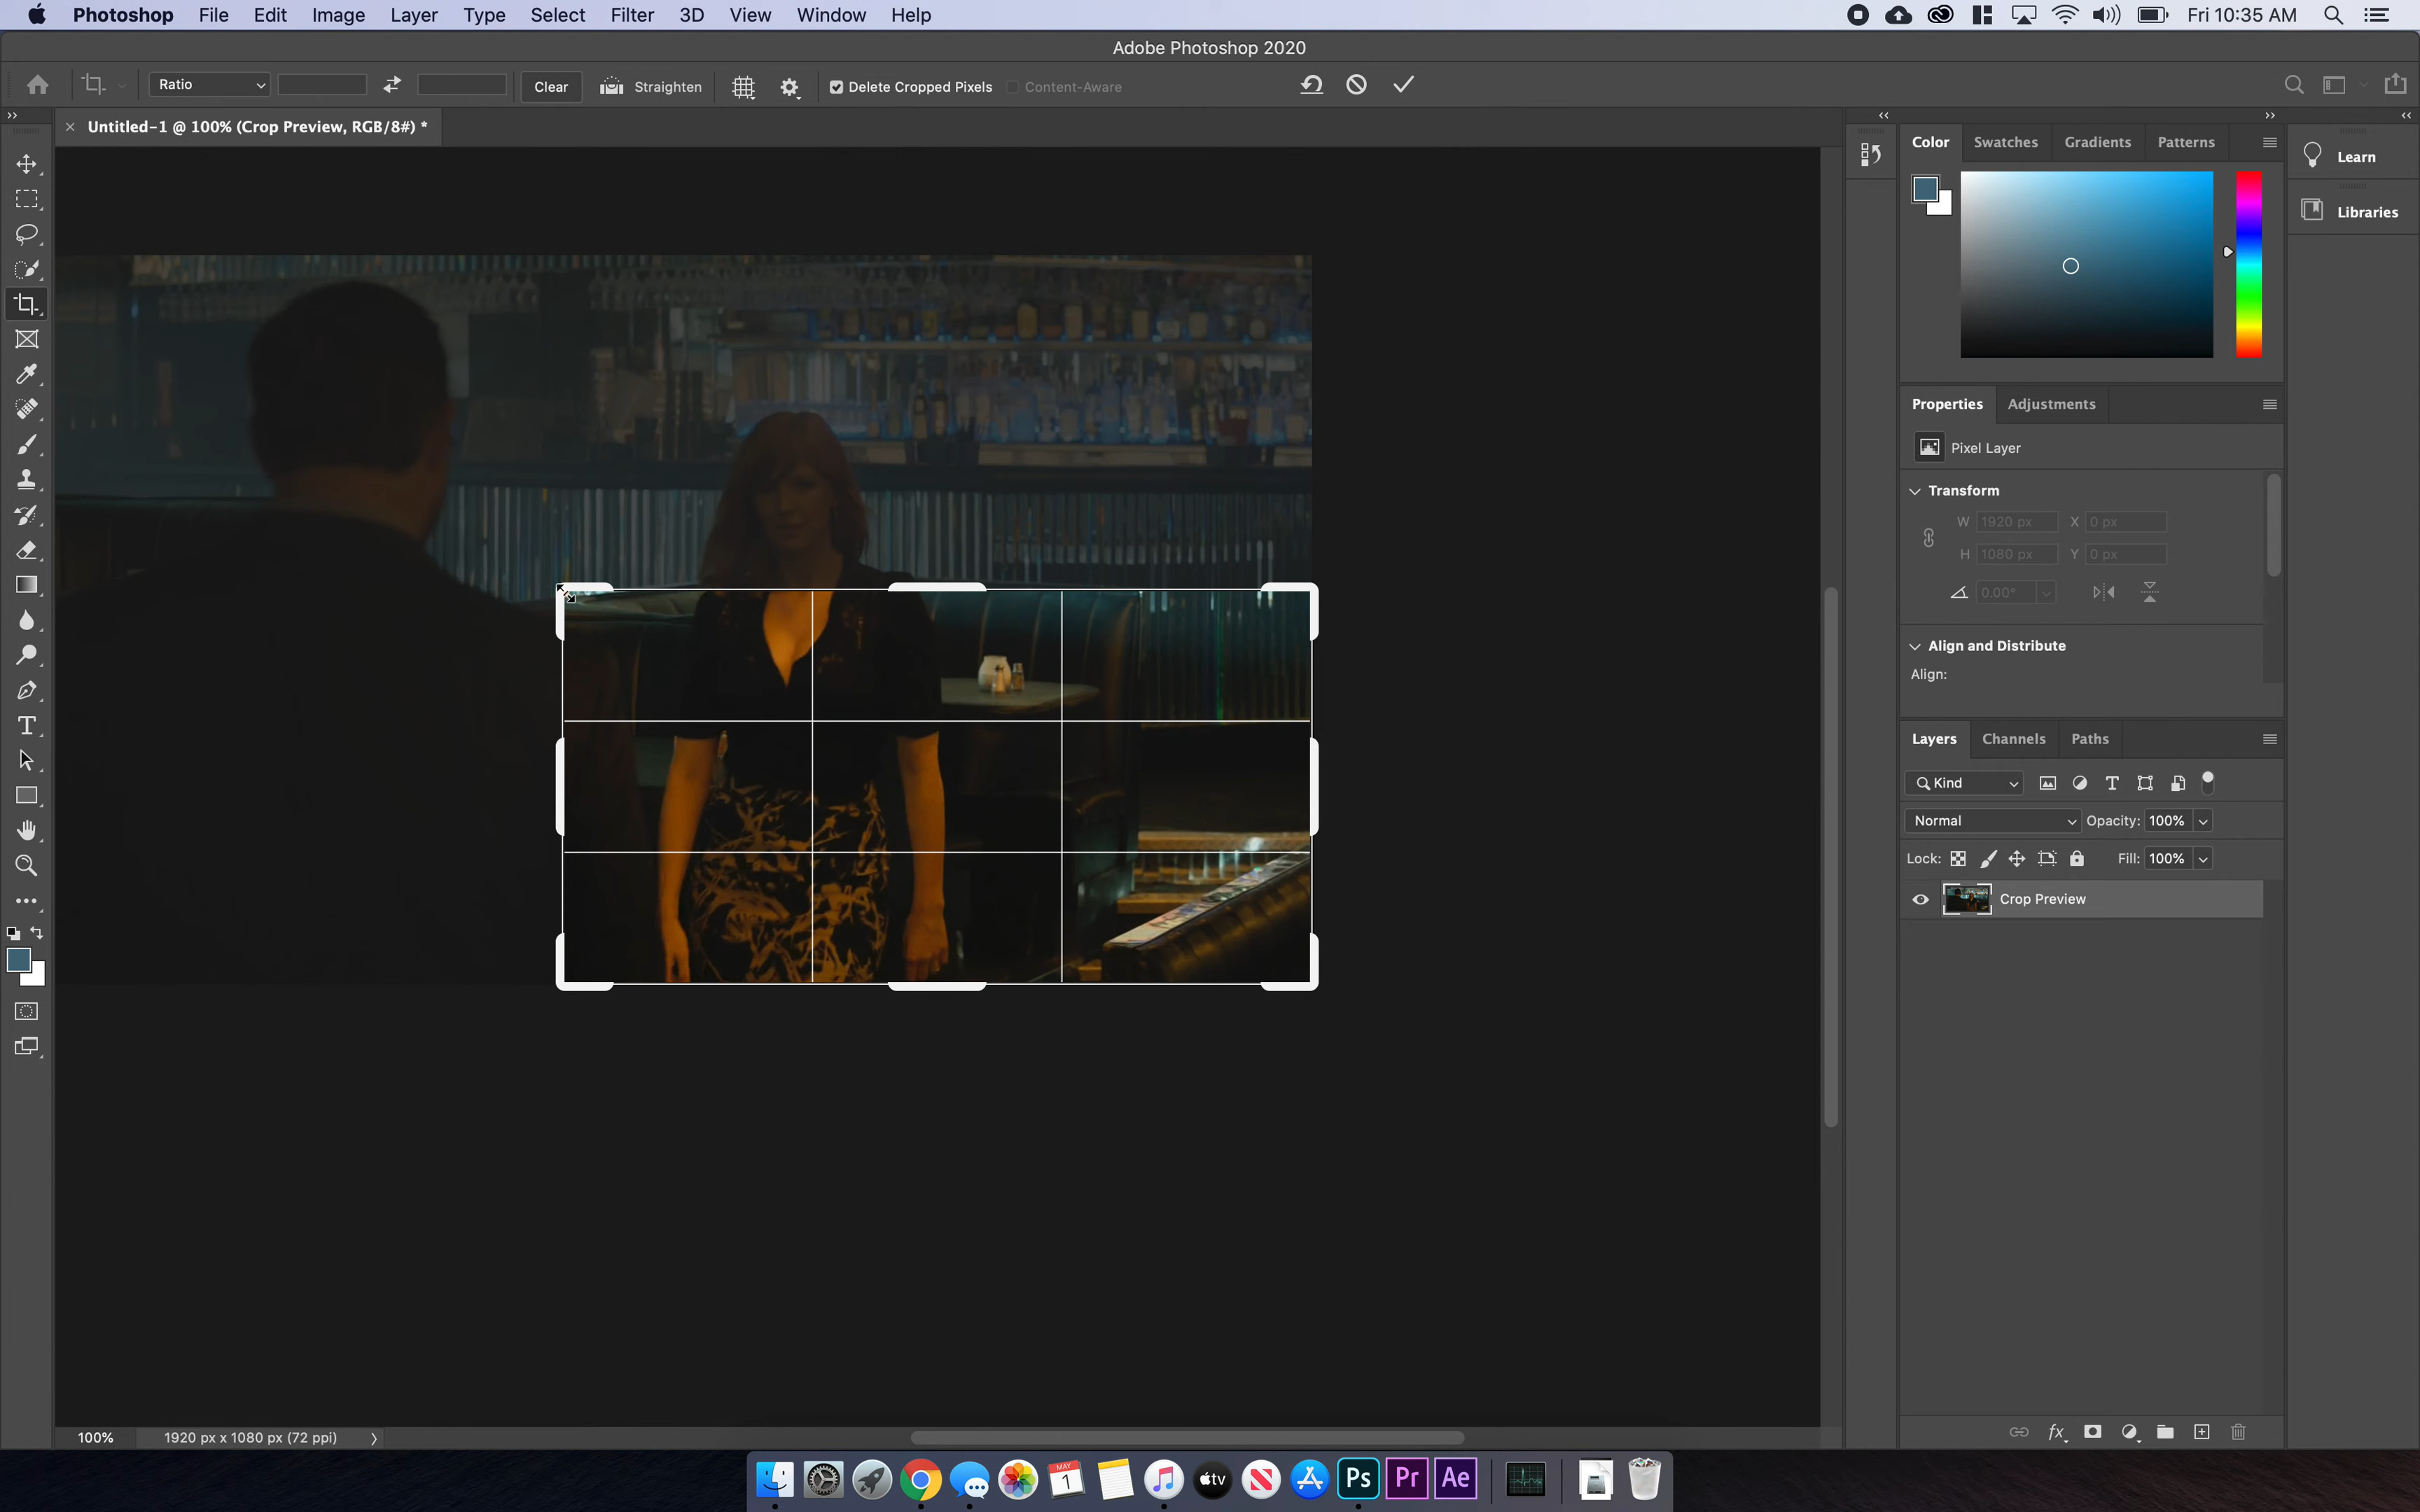 Photoshop File Edit Image Layer Type Select Filter 3D View Window Help Fri 10:35 AM
Adobe Photoshop 2020
Ratio Clear Straighten Delete Cropped Pixels Content-Aware
Untitled-1 @ 100% (Crop Preview, RGB/8#) *
Color Swatches Gradients Patterns
Learn
Libraries
Properties Adjustments
Pixel Layer
Transform
W 1920 px X 0 px
H 1080 px Y 0 px
0.00°
Align and Distribute
Align:
Layers Channels Paths
Kind
Normal Opacity: 100%
Lock: Fill: 100%
Crop Preview
fx
100% 1920 px x 1080 px (72 ppi)
MAY
1
tv
Ps Pr Ae